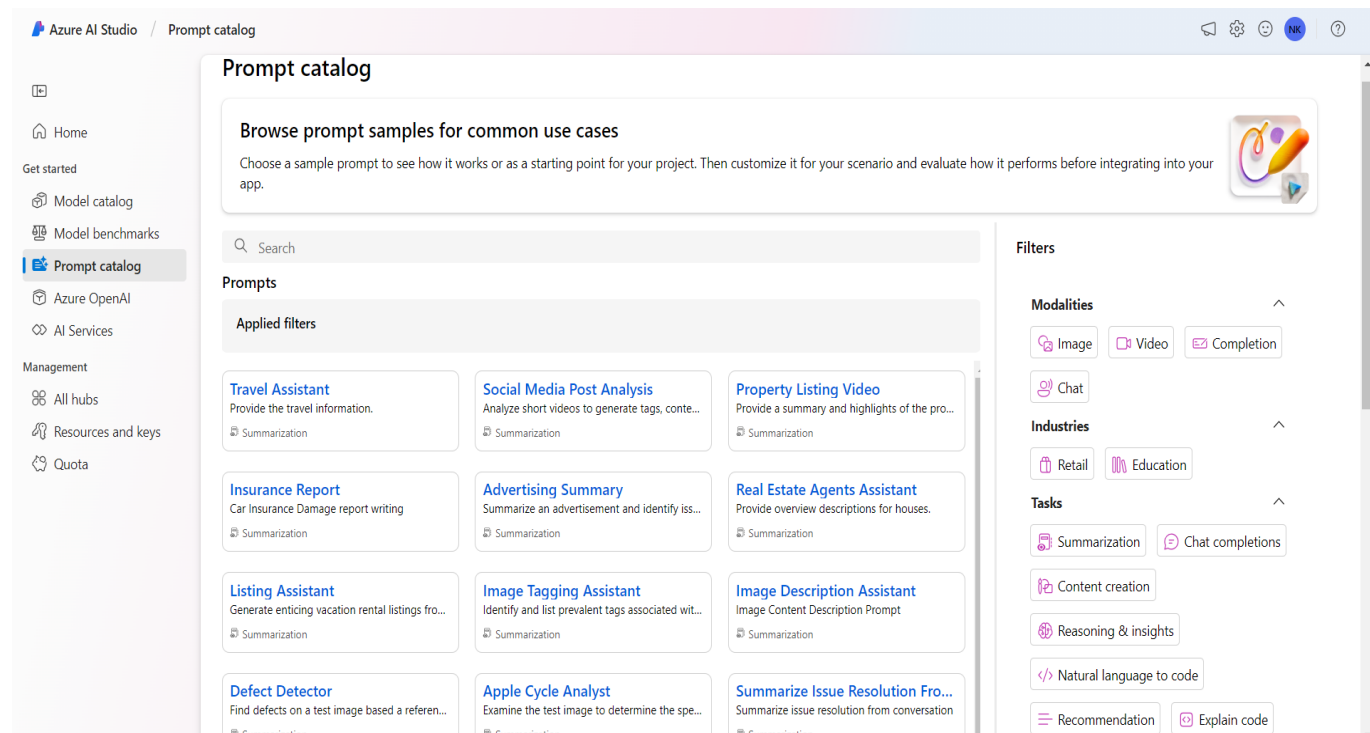 Azure AI Studio / Prompt catalog
NK
Home
Get started
Model catalog
Model benchmarks
Prompt catalog
Azure OpenAI
AI Services
Management
All hubs
Resources and keys
Quota
Prompt catalog
Browse prompt samples for common use cases
Choose a sample prompt to see how it works or as a starting point for your project. Then customize it for your scenario and evaluate how it performs before integrating into your
app.
Search
Prompts
Applied filters
Travel Assistant
Provide the travel information.
Summarization
Social Media Post Analysis
Analyze short videos to generate tags, conte...
Summarization
Property Listing Video
Provide a summary and highlights of the pro...
Summarization
Insurance Report
Car Insurance Damage report writing
Summarization
Advertising Summary
Summarize an advertisement and identify iss...
Summarization
Real Estate Agents Assistant
Provide overview descriptions for houses.
Summarization
Listing Assistant
Generate enticing vacation rental listings fro...
Summarization
Image Tagging Assistant
Identify and list prevalent tags associated wit...
Summarization
Image Description Assistant
Image Content Description Prompt
Summarization
Defect Detector
Find defects on a test image based a referen...
Apple Cycle Analyst
Examine the test image to determine the spe...
Summarize Issue Resolution Fro...
Summarize issue resolution from conversation
Filters
Modalities
Image
Video
Completion
Chat
Industries
Retail
Education
Tasks
Summarization
Chat completions
Content creation
Reasoning & insights
Natural language to code
Recommendation
Explain code